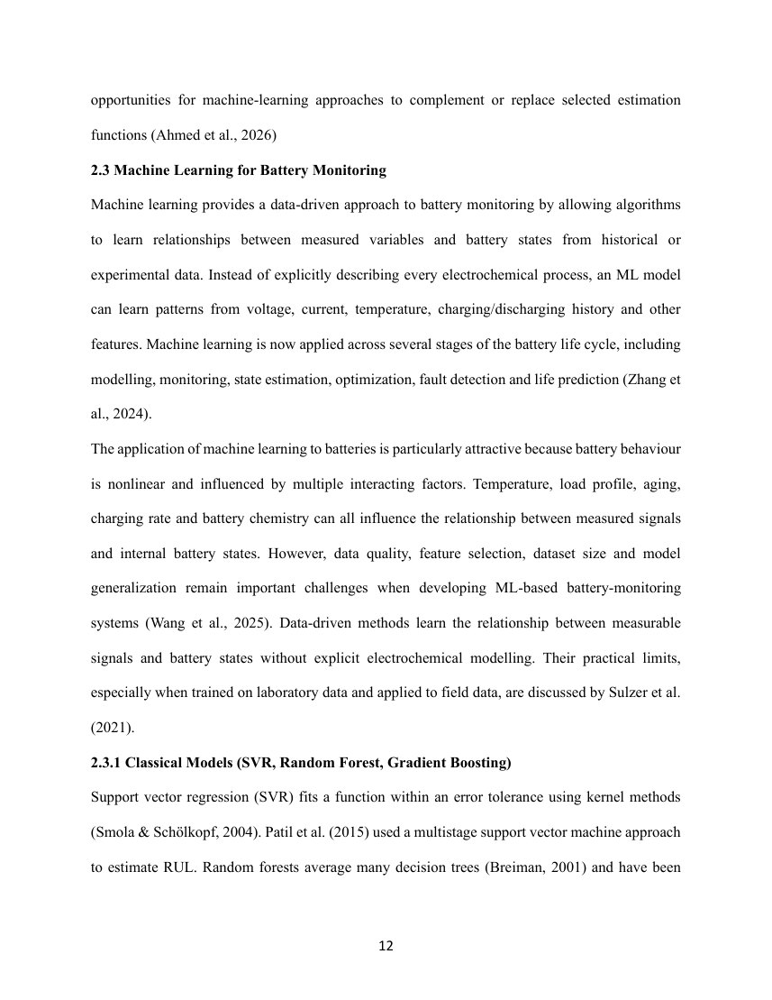 opportunities for machine-learning approaches to complement or replace selected estimation
functions (Ahmed et al., 2026)
2.3 Machine Learning for Battery Monitoring
Machine learning provides a data-driven approach to battery monitoring by allowing algorithms
to learn relationships between measured variables and battery states from historical or
experimental data. Instead of explicitly describing every electrochemical process, an ML model
can learn patterns from voltage, current, temperature, charging/discharging history and other
features. Machine learning is now applied across several stages of the battery life cycle, including
modelling, monitoring, state estimation, optimization, fault detection and life prediction (Zhang et
al., 2024).
The application of machine learning to batteries is particularly attractive because battery behaviour
is nonlinear and influenced by multiple interacting factors. Temperature, load profile, aging,
charging rate and battery chemistry can all influence the relationship between measured signals
and internal battery states. However, data quality, feature selection, dataset size and model
generalization remain important challenges when developing ML-based battery-monitoring
systems (Wang et al., 2025). Data-driven methods learn the relationship between measurable
signals and battery states without explicit electrochemical modelling. Their practical limits,
especially when trained on laboratory data and applied to field data, are discussed by Sulzer et al.
(2021).
2.3.1 Classical Models (SVR, Random Forest, Gradient Boosting)
Support vector regression (SVR) fits a function within an error tolerance using kernel methods
(Smola & Schölkopf, 2004). Patil et al. (2015) used a multistage support vector machine approach
to estimate RUL. Random forests average many decision trees (Breiman, 2001) and have been
12